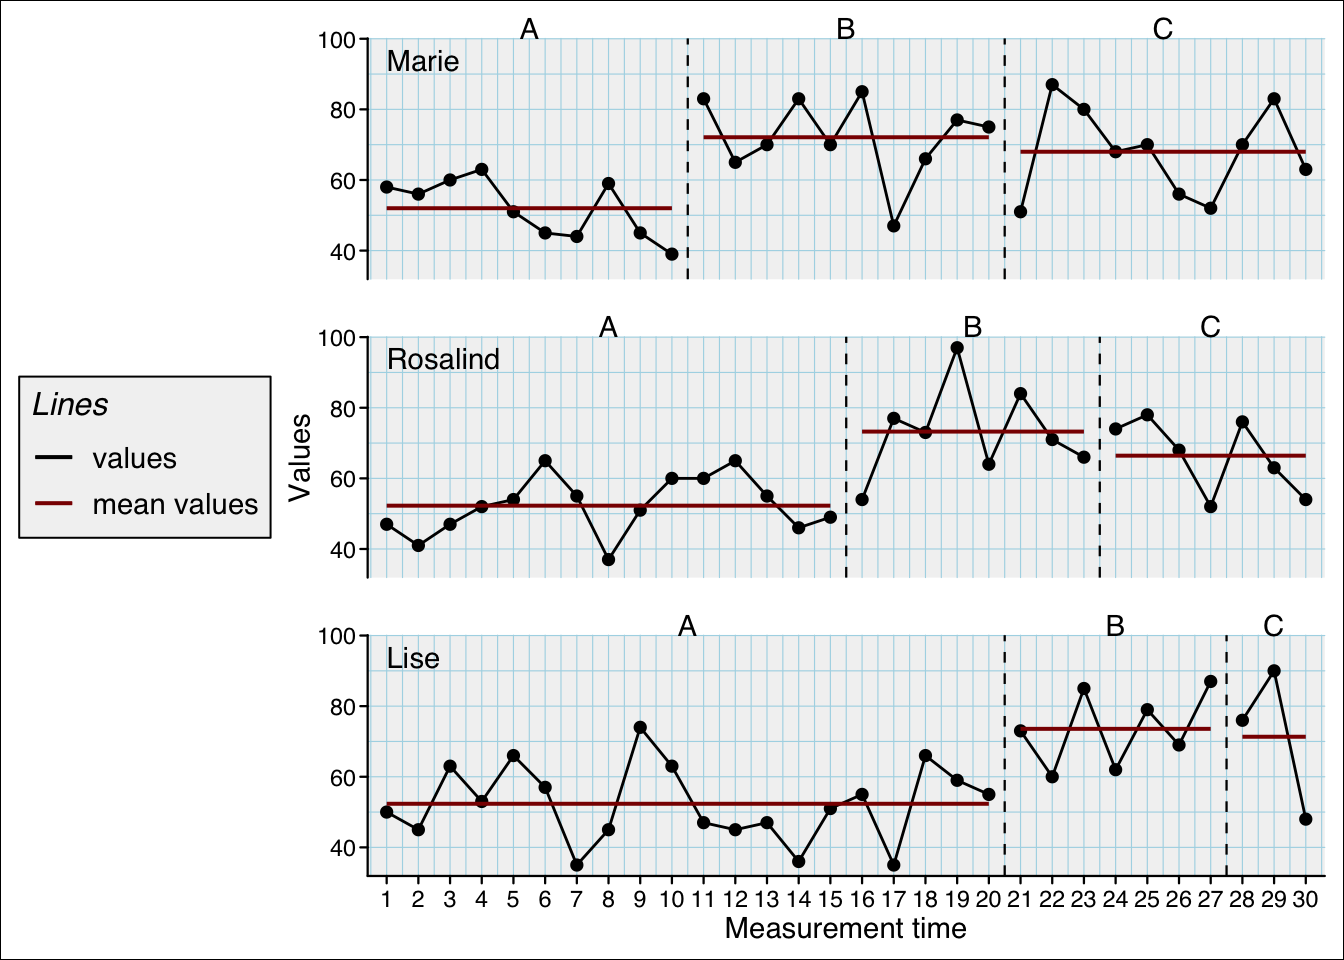 A B C
100
Marie
80
60
40
A B C
100
Rosalind
80
60
40
Lines
values
mean values
Values
A B C
100
Lise
80
60
40
1 2 3 4 5 6 7 8 9 10 11 12 13 14 15 16 17 18 19 20 21 22 23 24 25 26 27 28 29 30
Measurement time